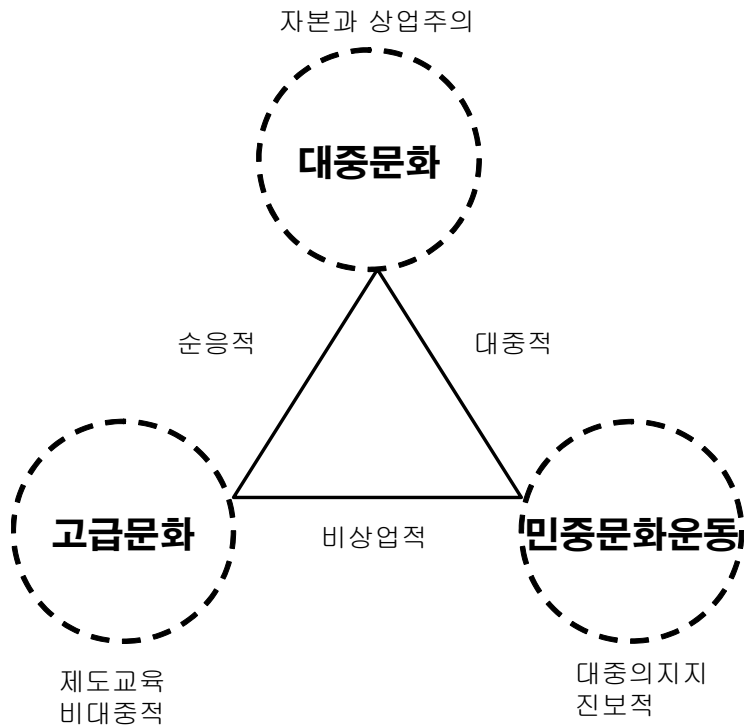 자본과 상업주의
대중문화
순응적
대중적
고급문화
비상업적
민중문화운동
제도교육
비대중적
대중의지지
진보적